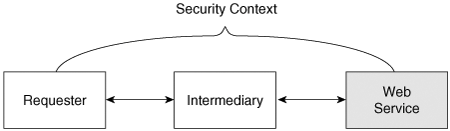 Security Context
Requester
Intermediary
Web
Service